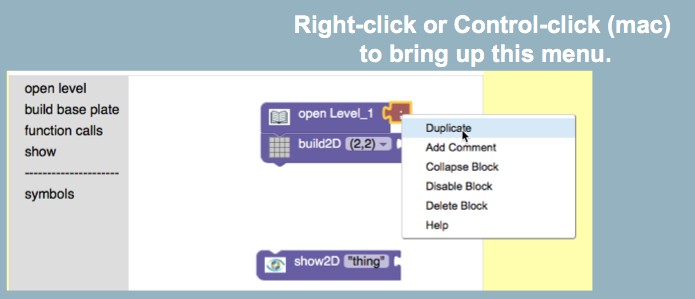 Right-click or Control-click (mac)
to bring up this menu.
open level
build base plate
function calls
show
---------------------
symbols
open Level_1
build2D (2,2)
Duplicate
Add Comment
Collapse Block
Disable Block
Delete Block
Help
show2D "thing"